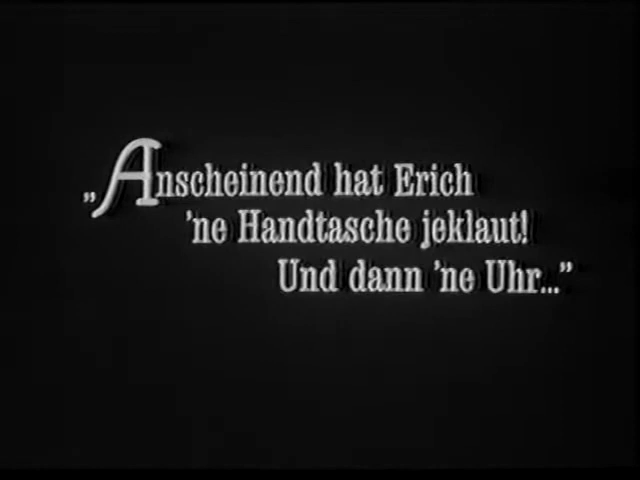 „Anscheinend hat Erich
’ne Handtasche jeklaut!
Und dann ’ne Uhr...”